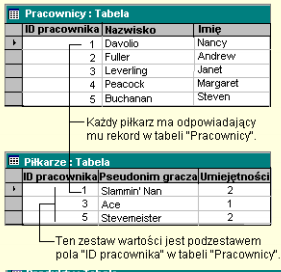 Pracownicy : Tabela
ID pracownika Nazwisko Imię
1 Davolio Nancy
2 Fuller Andrew
3 Leverling Janet
4 Peacock Margaret
5 Buchanan Steven
Każdy piłkarz ma odpowiadający
mu rekord w tabeli "Pracownicy".
Piłkarze : Tabela
ID pracownika Pseudonim gracza Umiejętności
1 Slammin' Nan 2
3 Ace 1
5 Stevemeister 2
Ten zestaw wartości jest podzestawem
pola "ID pracownika" w tabeli "Pracownicy".